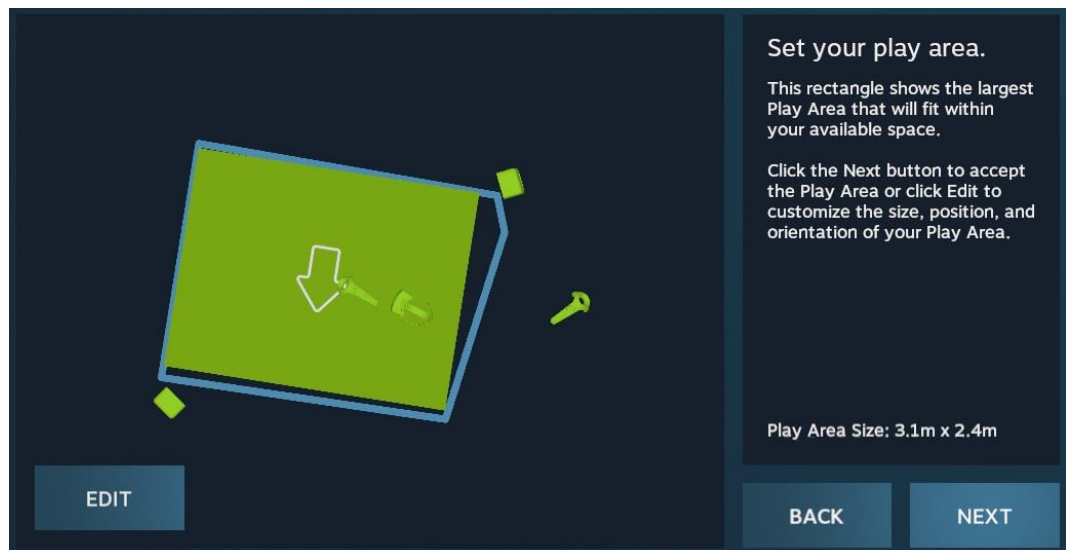 Set your play area.
This rectangle shows the largest
Play Area that will fit within
your available space.
Click the Next button to accept
the Play Area or click Edit to
customize the size, position, and
orientation of your Play Area.
Play Area Size: 3.1m x 2.4m
EDIT
BACK
NEXT